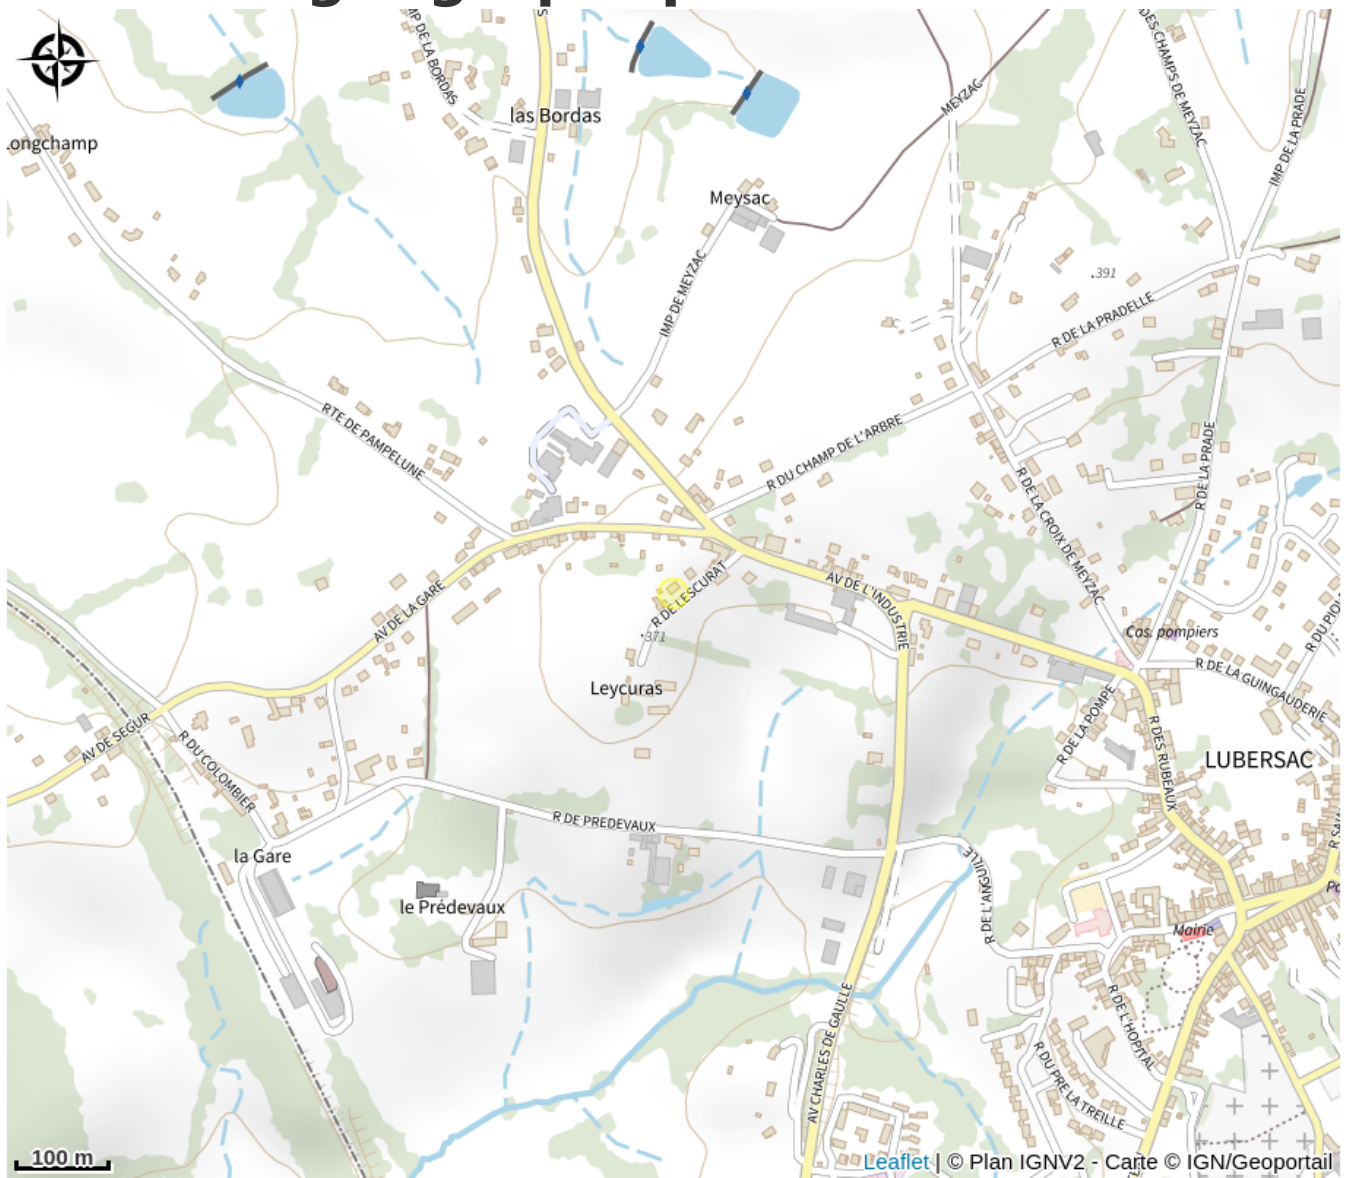 IMP DE LA BORDAS
las Bordas
DES CHAMPS DE MEYZAC
MEYZAC
IMP DE LA PRADE
ongchamp
Meysac
IMP DE MEYZAC
391
R DE LA PRADELLE
RTE DE PAMPELUNE
R DU CHAMP DE L'ARBRE
R DE LA CROIX DE MEYZAC
R DE LA PRADE
AV DE LA GARE
R DE LESCURAT
AV DE L'INDUSTRIE
371
Cas. pompiers
R DU PIOU
R DE LA GUINGAUDERIE
Leycuras
AV DE SEGUR
R DU COLOMBIER
R DE LA POMPE
R DES RUBEAUX
LUBERSAC
R DE PREDEVAUX
la Gare
le Prédevaux
R DE L'ANGUILLE
Mairie
AV CHARLES DE GAULLE
R DE L'HOPITAL
R DU PRE LA TREILLE
100 m
Leaflet | © Plan IGNV2 - Carte © IGN/Geoportail